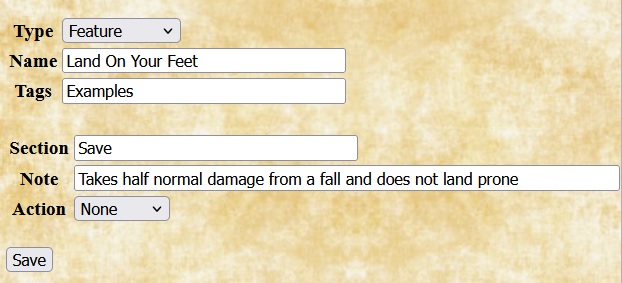 Type Feature
Name Land On Your Feet
Tags Examples
Section Save
Note Takes half normal damage from a fall and does not land prone
Action None
Save